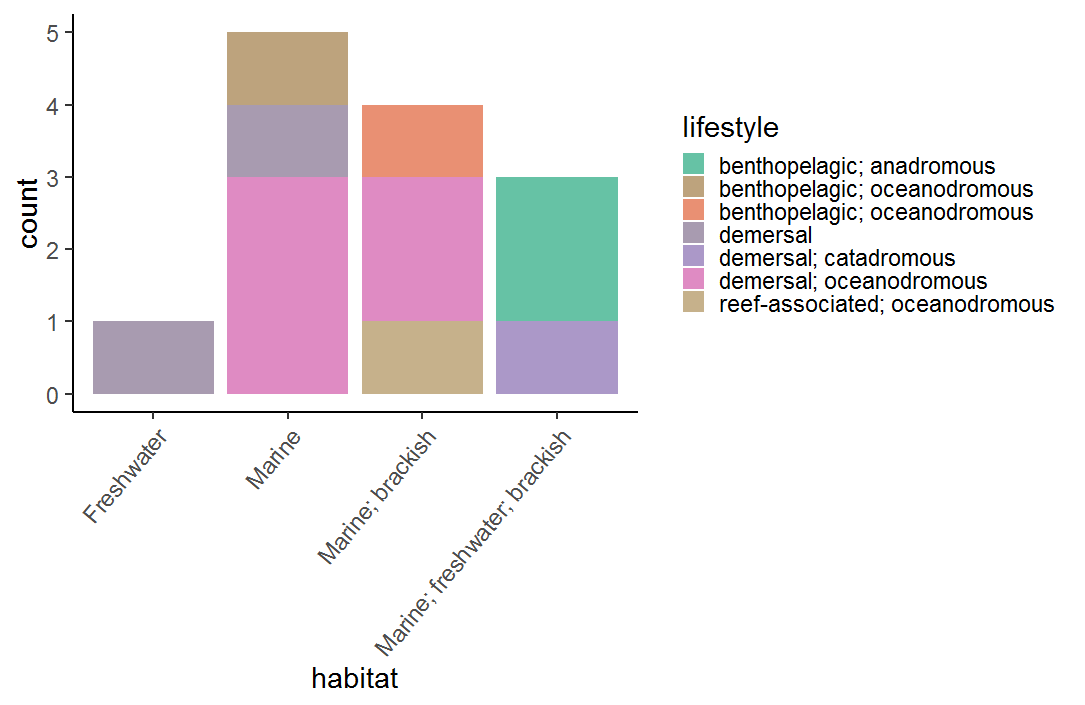 5
4
3
2
1
0
count
Freshwater
Marine
Marine; brackish
Marine; freshwater; brackish
habitat
lifestyle
benthopelagic; anadromous
benthopelagic; oceanodromous
benthopelagic; oceanodromous
demersal
demersal; catadromous
demersal; oceanodromous
reef-associated; oceanodromous